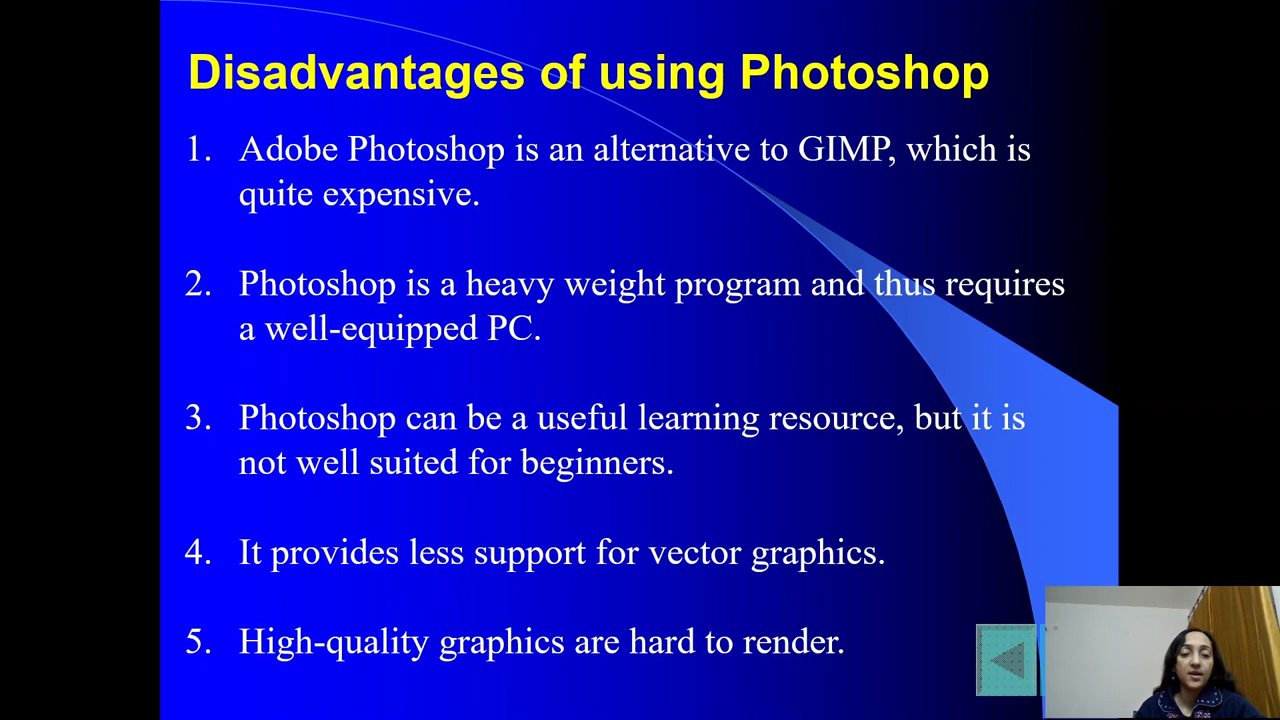 Disadvantages of using Photoshop
1. Adobe Photoshop is an alternative to GIMP, which is
quite expensive.
2. Photoshop is a heavy weight program and thus requires
a well-equipped PC.
3. Photoshop can be a useful learning resource, but it is
not well suited for beginners.
4. It provides less support for vector graphics.
5. High-quality graphics are hard to render.